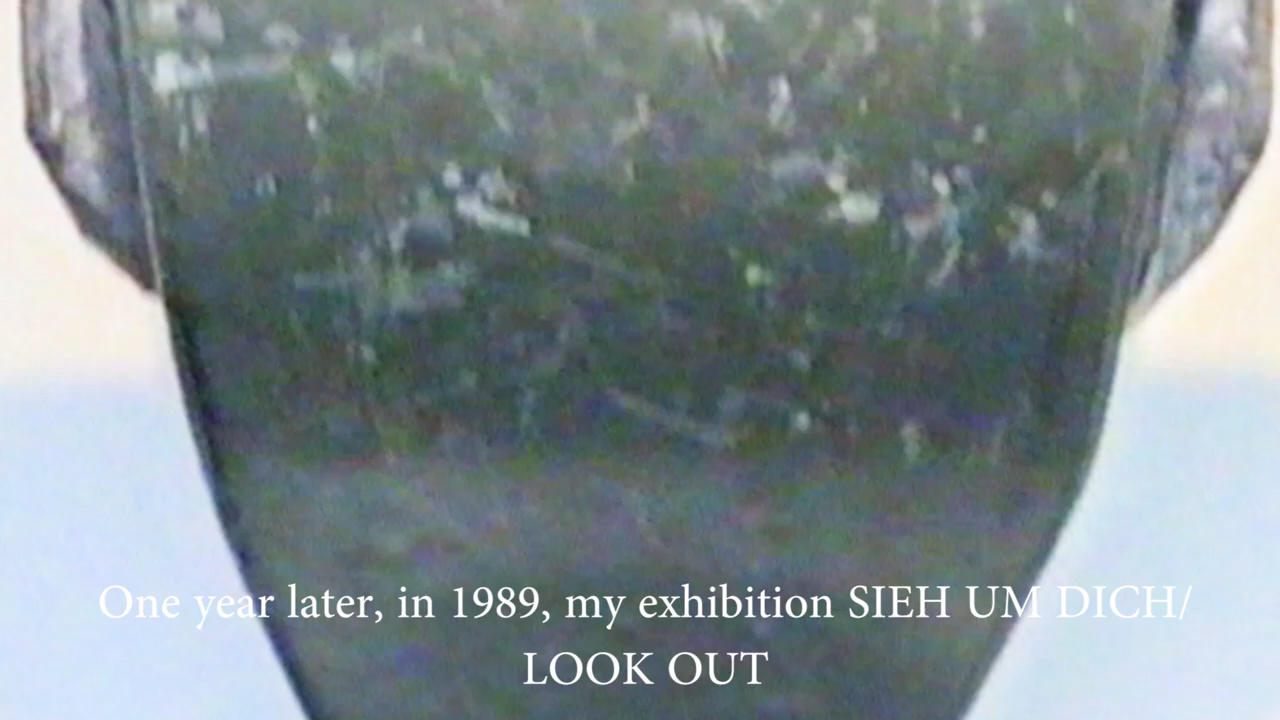 One year later, in 1989, my exhibition SIEH UM DICH/
LOOK OUT